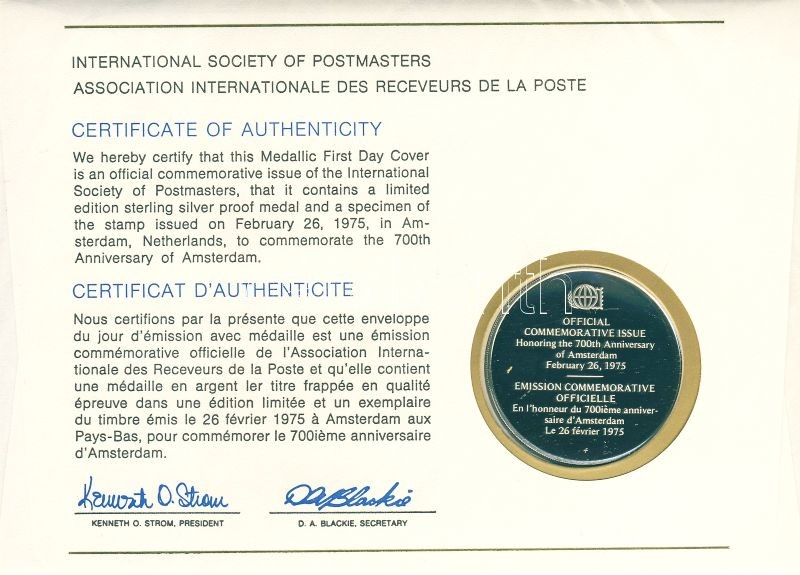 INTERNATIONAL SOCIETY OF POSTMASTERS
ASSOCIATION INTERNATIONALE DES RECEVEURS DE LA POSTE
CERTIFICATE OF AUTHENTICITY
We hereby certify that this Medallic First Day Cover
is an official commemorative issue of the International
Society of Postmasters, that it contains a limited
edition sterling silver proof medal and a specimen of
the stamp issued on February 26, 1975, in Am-
sterdam, Netherlands, to commemorate the 700th
Anniversary of Amsterdam.
CERTIFICAT D'AUTHENTICITE
Nous certifions par la présente que cette enveloppe
du jour d'émission avec médaille est une émission
commémorative officielle de l'Association Interna-
tionale des Receveurs de la Poste et qu'elle contient
une médaille en argent ler titre frappée en qualité
épreuve dans une édition limitée et un exemplaire
du timbre émis le 26 février 1975 à Amsterdam aux
Pays-Bas, pour commémorer le 700ième anniversaire
d'Amsterdam.
Kenneth O. Strom
KENNETH O. STROM, PRESIDENT
D A Blackie
D. A. BLACKIE, SECRETARY
OFFICIAL
COMMEMORATIVE ISSUE
Honoring the 700th Anniversary
of Amsterdam
February 26, 1975
EMISSION COMMEMORATIVE
OFFICIELLE
En l'honneur du 700ième anniver-
saire d'Amsterdam
Le 26 février 1975